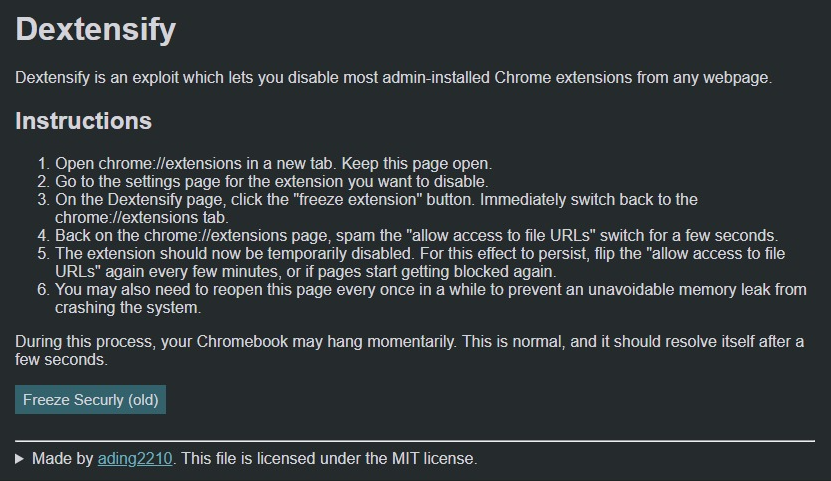 Dextensify
Dextensify is an exploit which lets you disable most admin-installed Chrome extensions from any webpage.
Instructions
1. Open chrome://extensions in a new tab. Keep this page open.
2. Go to the settings page for the extension you want to disable.
3. On the Dextensify page, click the "freeze extension" button. Immediately switch back to the
chrome://extensions tab.
4. Back on the chrome://extensions page, spam the "allow access to file URLs" switch for a few seconds.
5. The extension should now be temporarily disabled. For this effect to persist, flip the "allow access to file
URLs" again every few minutes, or if pages start getting blocked again.
6. You may also need to reopen this page every once in a while to prevent an unavoidable memory leak from
crashing the system.
During this process, your Chromebook may hang momentarily. This is normal, and it should resolve itself after a
few seconds.
Freeze Securly (old)
Made by ading2210. This file is licensed under the MIT license.